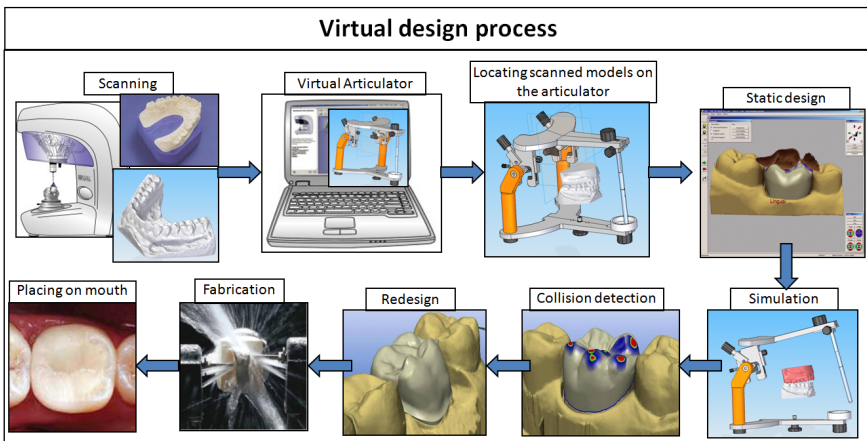 Virtual design process
Scanning
Virtual Articulator
Locating scanned models on
the articulator
Static design
Lingual
Placing on mouth
Fabrication
Redesign
Collision detection
Simulation